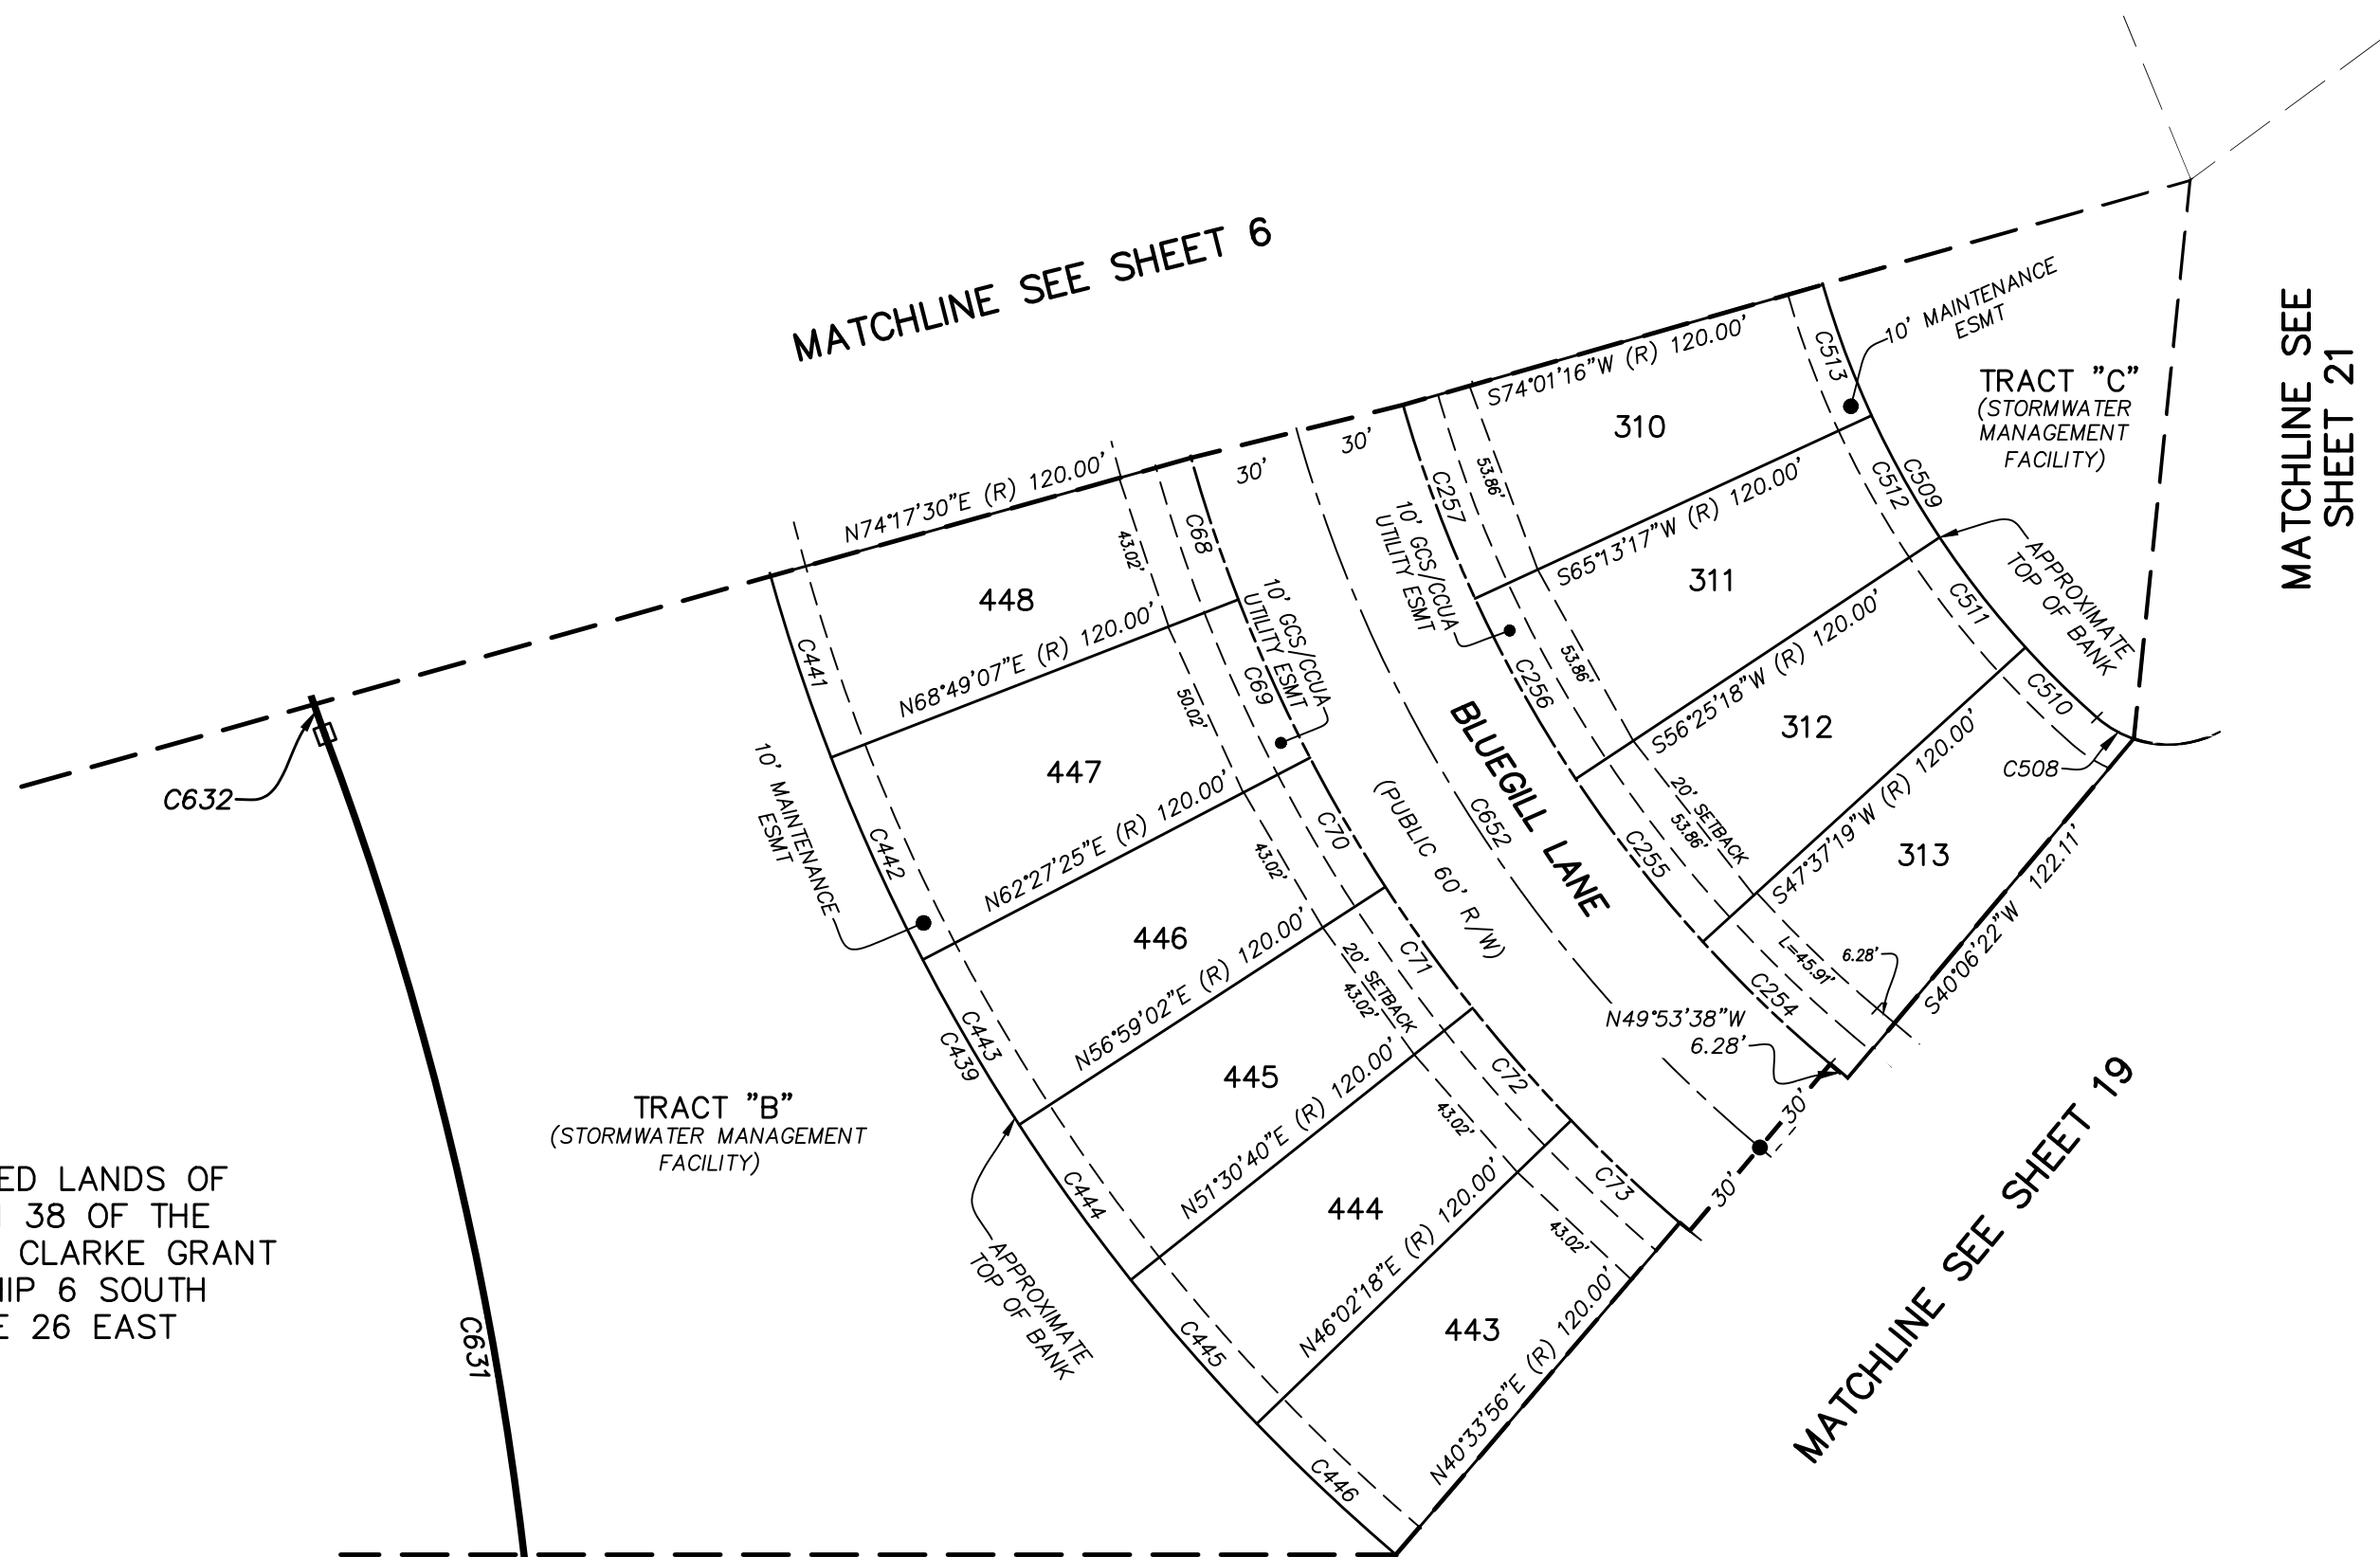 MATCHLINE SEE SHEET 6
MATCHLINE SEE
SHEET 21
MATCHLINE SEE SHEET 19
N74°17'30"E (R) 120.00'
30'
30'
S74°01'16"W (R) 120.00'
10' MAINTENANCE
ESMT
TRACT "C"
(STORMWATER
MANAGEMENT
FACILITY)
C513
310
C257
53.86'
10' GCS/CCUA
UTILITY ESMT
S65°13'17"W (R) 120.00'
C512
C509
311
APPROXIMATE
TOP OF BANK
C511
C256
53.86'
S56°25'18"W (R) 120.00'
312
C510
C508
20' SETBACK
53.86'
C255
S47°37'19"W (R) 120.00'
313
L=45.91'
6.28'
C254
S40°06'22"W 122.11'
N49°53'38"W
6.28'
30'
30'
BLUEGILL LANE
(PUBLIC 60' R/W)
C652
43.02'
C68
448
C441
N68°49'07"E (R) 120.00'
10' GCS/CCUA
UTILITY ESMT
C69
50.02'
447
10' MAINTENANCE
ESMT
C442
N62°27'25"E (R) 120.00'
C70
43.02'
446
N56°59'02"E (R) 120.00'
C71
20' SETBACK
43.02'
C443
C439
445
N51°30'40"E (R) 120.00'
C72
43.02'
C444
444
N46°02'18"E (R) 120.00'
C73
43.02'
C445
443
N40°33'56"E (R) 120.00'
C446
APPROXIMATE
TOP OF BANK
C632
TRACT "B"
(STORMWATER MANAGEMENT
FACILITY)
C631
ED LANDS OF
38 OF THE
CLARKE GRANT
HIP 6 SOUTH
E 26 EAST